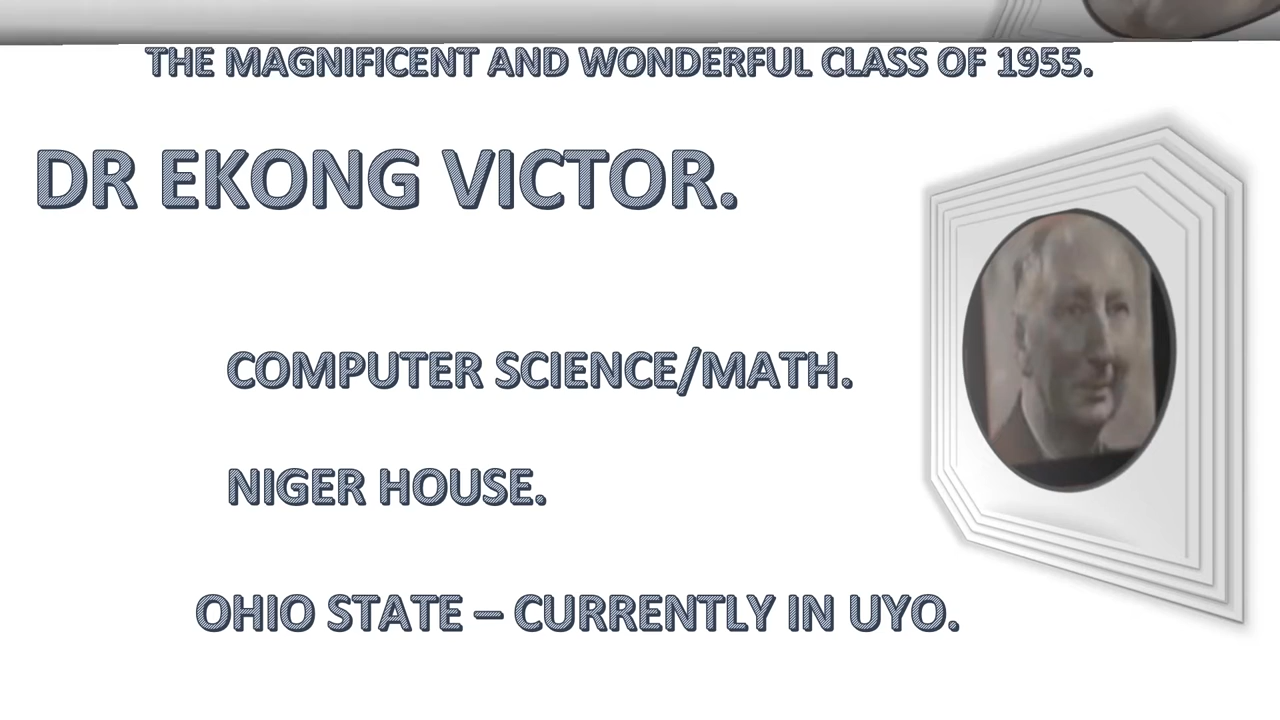 THE MAGNIFICENT AND WONDERFUL CLASS OF 1955.
DR EKONG VICTOR.
COMPUTER SCIENCE/MATH.
NIGER HOUSE.
OHIO STATE – CURRENTLY IN UYO.